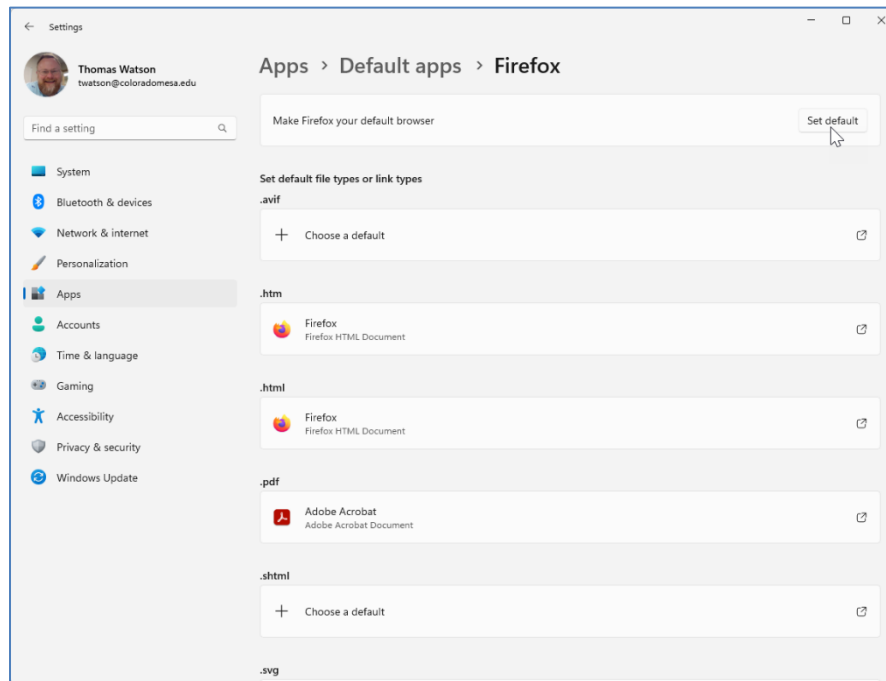 Settings
Thomas Watson
twatson@coloradomesa.edu
Find a setting
System
Bluetooth & devices
Network & internet
Personalization
Apps
Accounts
Time & language
Gaming
Accessibility
Privacy & security
Windows Update
Apps > Default apps > Firefox
Make Firefox your default browser
Set default
Set default file types or link types
.avif
Choose a default
.htm
Firefox
Firefox HTML Document
.html
Firefox
Firefox HTML Document
.pdf
Adobe Acrobat
Adobe Acrobat Document
.shtml
Choose a default
.svg